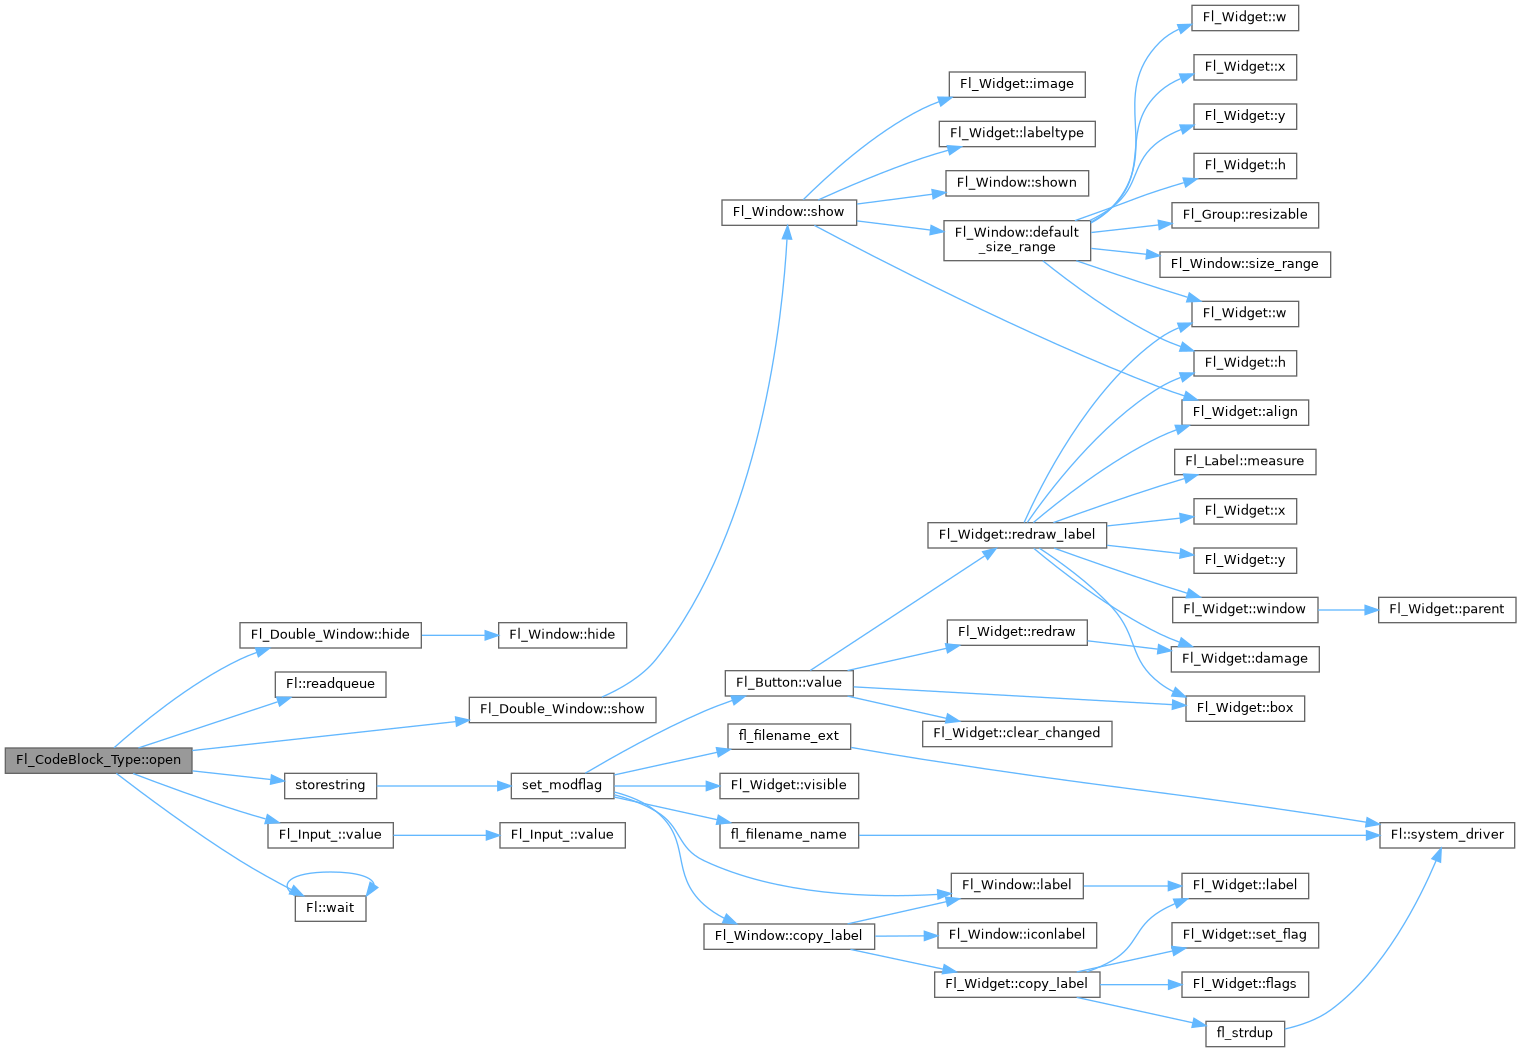 Fl_Widget::w
Fl_Widget::x
Fl_Widget::image
Fl_Widget::y
Fl_Widget::labeltype
Fl_Widget::h
Fl_Window::shown
Fl_Window::show
Fl_Group::resizable
Fl_Window::default
_size_range
Fl_Window::size_range
Fl_Widget::w
Fl_Widget::h
Fl_Widget::align
Fl_Label::measure
Fl_Widget::x
Fl_Widget::redraw_label
Fl_Widget::y
Fl_Widget::window
Fl_Widget::parent
Fl_Double_Window::hide
Fl_Window::hide
Fl_Widget::redraw
Fl_Widget::damage
Fl::readqueue
Fl_Button::value
Fl_Double_Window::show
Fl_Widget::box
fl_filename_ext
Fl_Widget::clear_changed
Fl_CodeBlock_Type::open
storestring
set_modflag
Fl_Widget::visible
Fl_Input_::value
Fl_Input_::value
fl_filename_name
Fl::system_driver
Fl_Window::label
Fl_Widget::label
Fl::wait
Fl_Window::copy_label
Fl_Window::iconlabel
Fl_Widget::set_flag
Fl_Widget::copy_label
Fl_Widget::flags
fl_strdup